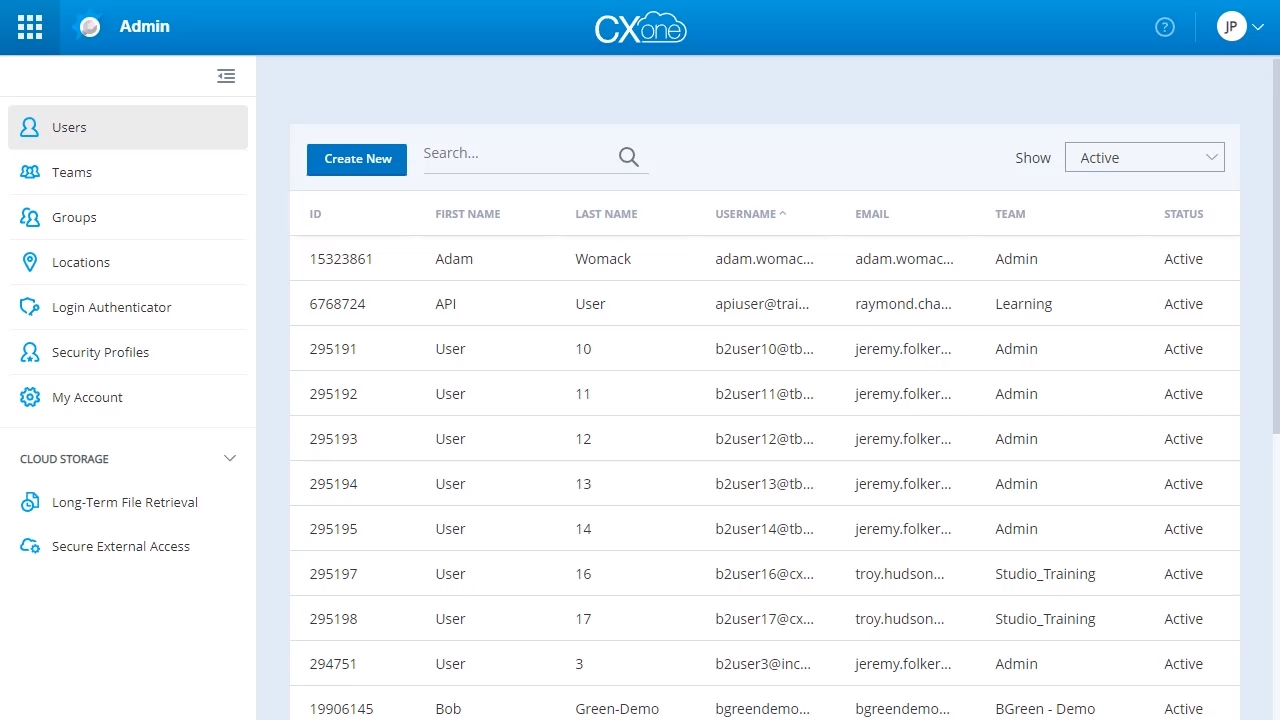 Admin
CXone
?
JP
Users
Teams
Groups
Locations
Login Authenticator
Security Profiles
My Account
CLOUD STORAGE
Long-Term File Retrieval
Secure External Access
Create New Search... Show Active
ID FIRST NAME LAST NAME USERNAME EMAIL TEAM STATUS
15323861 Adam Womack adam.womac... adam.womac... Admin Active
6768724 API User apiuser@trai... raymond.cha... Learning Active
295191 User 10 b2user10@tb... jeremy.folker... Admin Active
295192 User 11 b2user11@tb... jeremy.folker... Admin Active
295193 User 12 b2user12@tb... jeremy.folker... Admin Active
295194 User 13 b2user13@tb... jeremy.folker... Admin Active
295195 User 14 b2user14@tb... jeremy.folker... Admin Active
295197 User 16 b2user16@cx... troy.hudson... Studio_Training Active
295198 User 17 b2user17@cx... troy.hudson... Studio_Training Active
294751 User 3 b2user3@inc... jeremy.folker... Admin Active
19906145 Bob Green-Demo bgreendemo... bgreendemo... BGreen - Demo Active